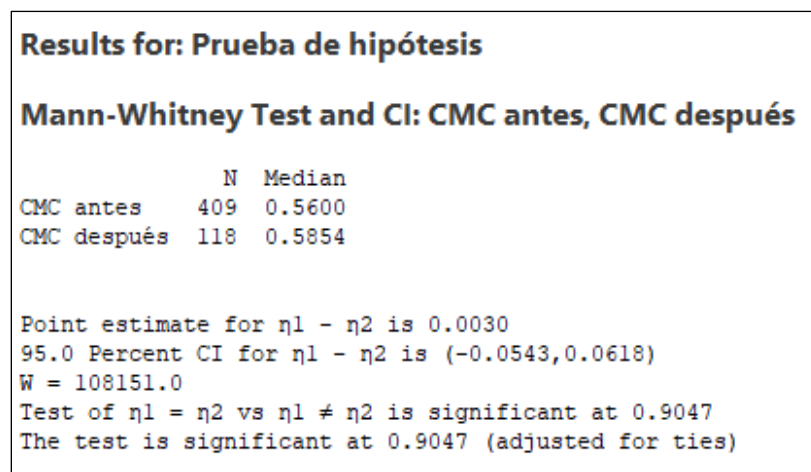 Results for: Prueba de hipótesis
Mann-Whitney Test and CI: CMC antes, CMC después
N Median
CMC antes 409 0.5600
CMC después 118 0.5854
Point estimate for η1 - η2 is 0.0030
95.0 Percent CI for η1 - η2 is (-0.0543,0.0618)
W = 108151.0
Test of η1 = η2 vs η1 ≠ η2 is significant at 0.9047
The test is significant at 0.9047 (adjusted for ties)